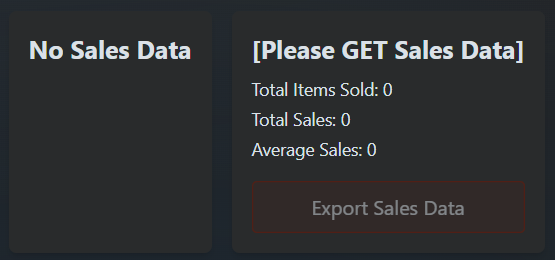 No Sales Data
[Please GET Sales Data]
Total Items Sold: 0
Total Sales: 0
Average Sales: 0
Export Sales Data